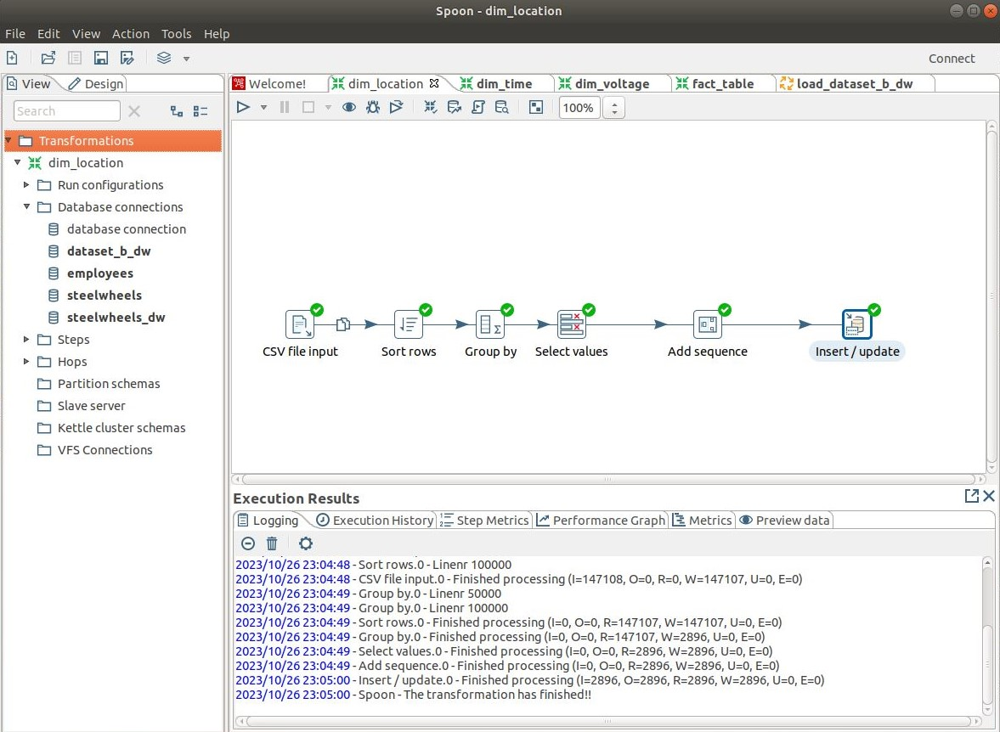 Spoon - dim_location
File Edit View Action Tools Help
Connect
View Design
Welcome! dim_location dim_time dim_voltage fact_table load_dataset_b_dw
Search
100%
Transformations
dim_location
Run configurations
Database connections
database connection
dataset_b_dw
employees
steelwheels
steelwheels_dw
Steps
Hops
Partition schemas
Slave server
Kettle cluster schemas
VFS Connections
CSV file input Sort rows Group by Select values Add sequence Insert / update
Execution Results
Logging Execution History Step Metrics Performance Graph Metrics Preview data
2023/10/26 23:04:48 - Sort rows.0 - Linenr 100000
2023/10/26 23:04:48 - CSV file input.0 - Finished processing (I=147108, O=0, R=0, W=147107, U=0, E=0)
2023/10/26 23:04:49 - Group by.0 - Linenr 50000
2023/10/26 23:04:49 - Group by.0 - Linenr 100000
2023/10/26 23:04:49 - Sort rows.0 - Finished processing (I=0, O=0, R=147107, W=147107, U=0, E=0)
2023/10/26 23:04:49 - Group by.0 - Finished processing (I=0, O=0, R=147107, W=2896, U=0, E=0)
2023/10/26 23:04:49 - Select values.0 - Finished processing (I=0, O=0, R=2896, W=2896, U=0, E=0)
2023/10/26 23:04:49 - Add sequence.0 - Finished processing (I=0, O=0, R=2896, W=2896, U=0, E=0)
2023/10/26 23:05:00 - Insert / update.0 - Finished processing (I=2896, O=2896, R=2896, W=2896, U=0, E=0)
2023/10/26 23:05:00 - Spoon - The transformation has finished!!